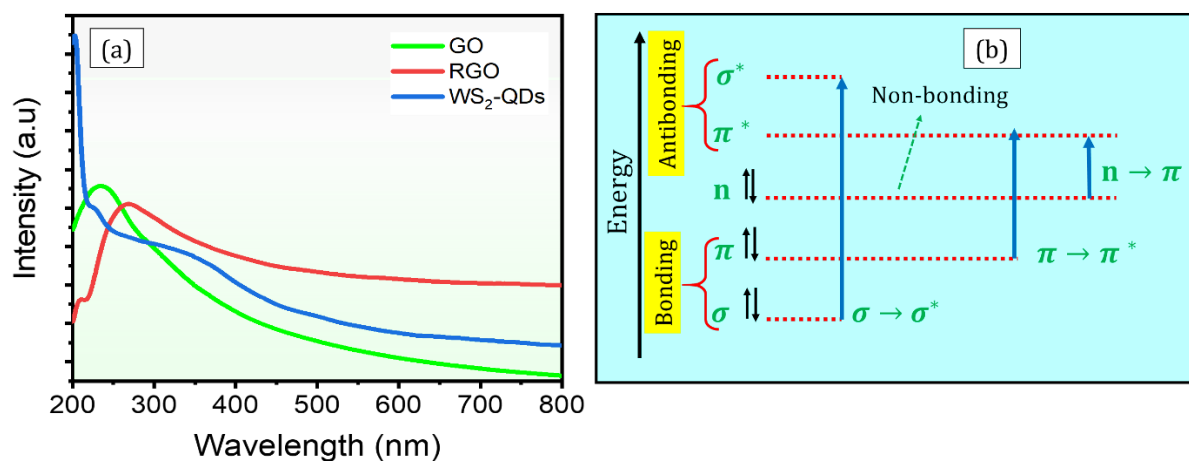 (a)
GO
RGO
WS₂-QDs
Intensity (a.u)
200 300 400 500 600 700 800
Wavelength (nm)
(b)
Energy
Antibonding
Bonding
σ*
π *
n
π
σ
Non-bonding
n → π
π → π *
σ → σ*